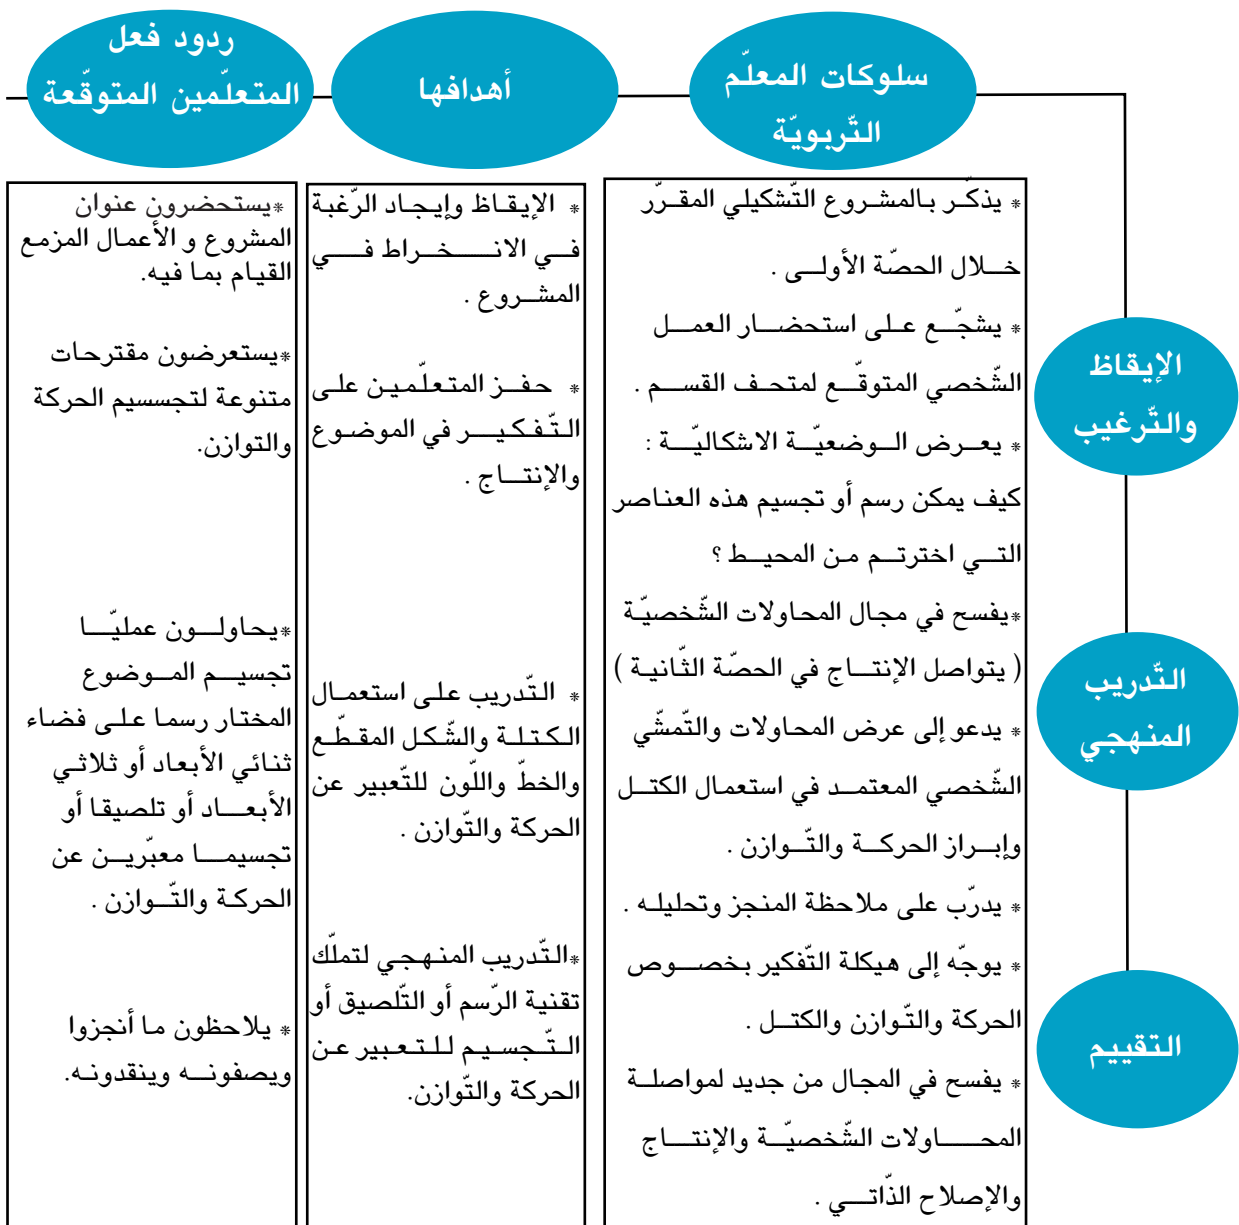 سلوكات المعلّم
التّربويّة
أهدافها
ردود فعل
المتعلّمين المتوقّعة
الإيقاظ
والتّرغيب
التّدريب
المنهجي
التقييم
* يذكّر بالمشروع التّشكيلي المقرّر
خلال الحصّة الأولى .
* يشجّع على استحضار العمل
الشّخصي المتوقّع لمتحف القسم .
* يعرض الوضعيّة الاشكاليّة :
كيف يمكن رسم أو تجسيم هذه العناصر
التي اخترتم من المحيط ؟
*يفسح في مجال المحاولات الشّخصيّة
( يتواصل الإنتاج في الحصّة الثّانية )
* يدعو إلى عرض المحاولات والتّمشّي
الشّخصي المعتمد في استعمال الكتل
وإبراز الحركة والتّوازن .
* يدرّب على ملاحظة المنجز وتحليله .
* يوجّه إلى هيكلة التّفكير بخصوص
الحركة والتّوازن والكتل .
* يفسح في المجال من جديد لمواصلة
المحاولات الشّخصيّة والإنتاج
والإصلاح الذّاتي .
* الإيقاظ وإيجاد الرّغبة
في الانخراط في
المشروع .
* حفز المتعلّمين على
التّفكير في الموضوع
والإنتاج .
* التّدريب على استعمال
الكتلة والشّكل المقطّع
والخطّ واللّون للتّعبير عن
الحركة والتّوازن .
*التّدريب المنهجي لتملّك
تقنية الرّسم أو التّلصيق أو
التّجسيم للتعبير عن
الحركة والتّوازن.
*يستحضرون عنوان
المشروع و الأعمال المزمع
القيام بما فيه.
*يستعرضون مقترحات
متنوعة لتجسسيم الحركة
والتوازن.
*يحاولون عمليّا
تجسيم الموضوع
المختار رسما على فضاء
ثنائي الأبعاد أو ثلاثي
الأبعاد أو تلصيقا أو
تجسيما معبّرين عن
الحركة والتّوازن .
* يلاحظون ما أنجزوا
ويصفونه وينقدونه.